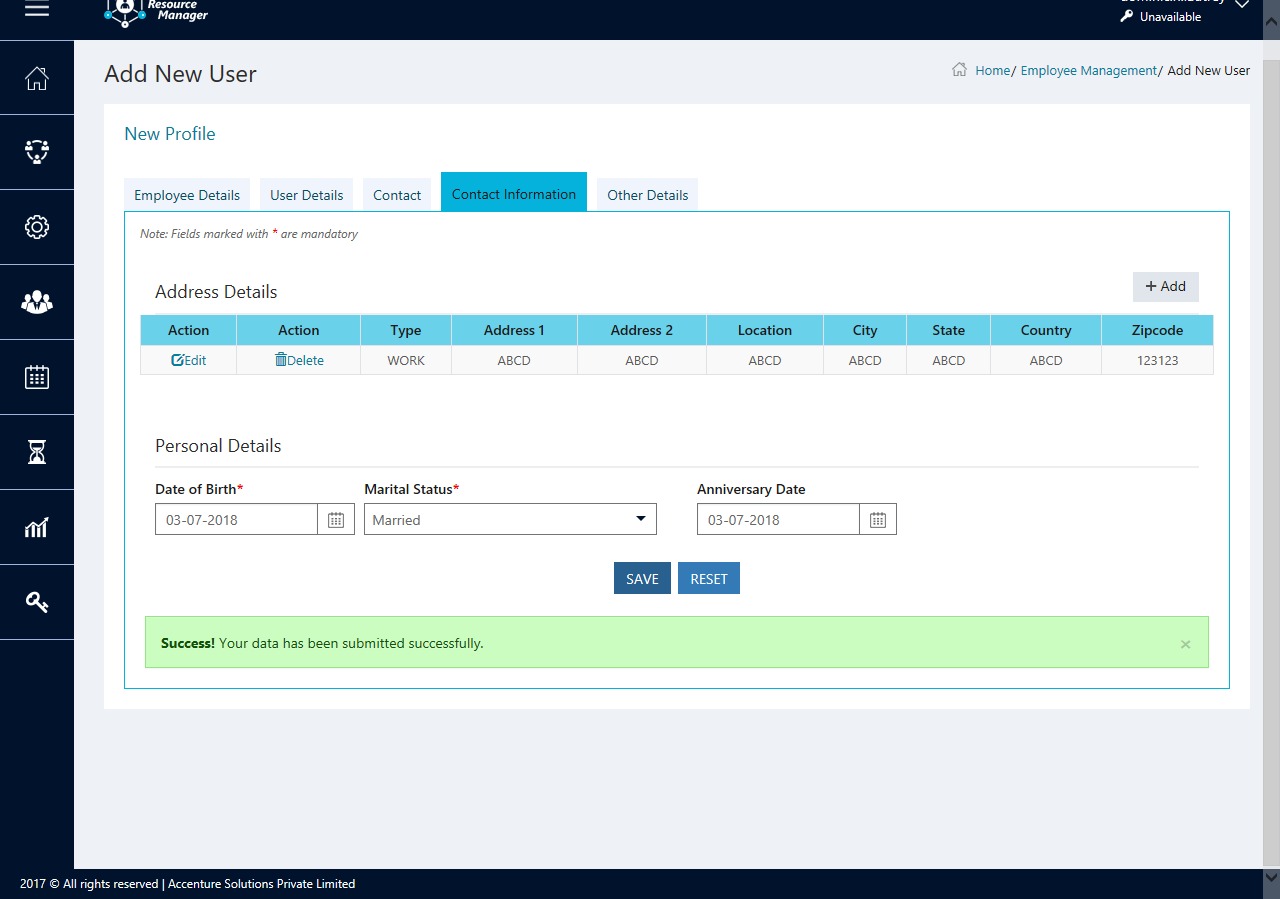 Resource
Manager
Unavailable
Add New User
Home/ Employee Management/ Add New User
New Profile
Employee Details User Details Contact Contact Information Other Details
Note: Fields marked with * are mandatory
Address Details
+ Add
Action Action Type Address 1 Address 2 Location City State Country Zipcode
Edit Delete WORK ABCD ABCD ABCD ABCD ABCD ABCD 123123
Personal Details
Date of Birth* Marital Status* Anniversary Date
03-07-2018 Married 03-07-2018
SAVE RESET
Success! Your data has been submitted successfully. ×
2017 © All rights reserved | Accenture Solutions Private Limited